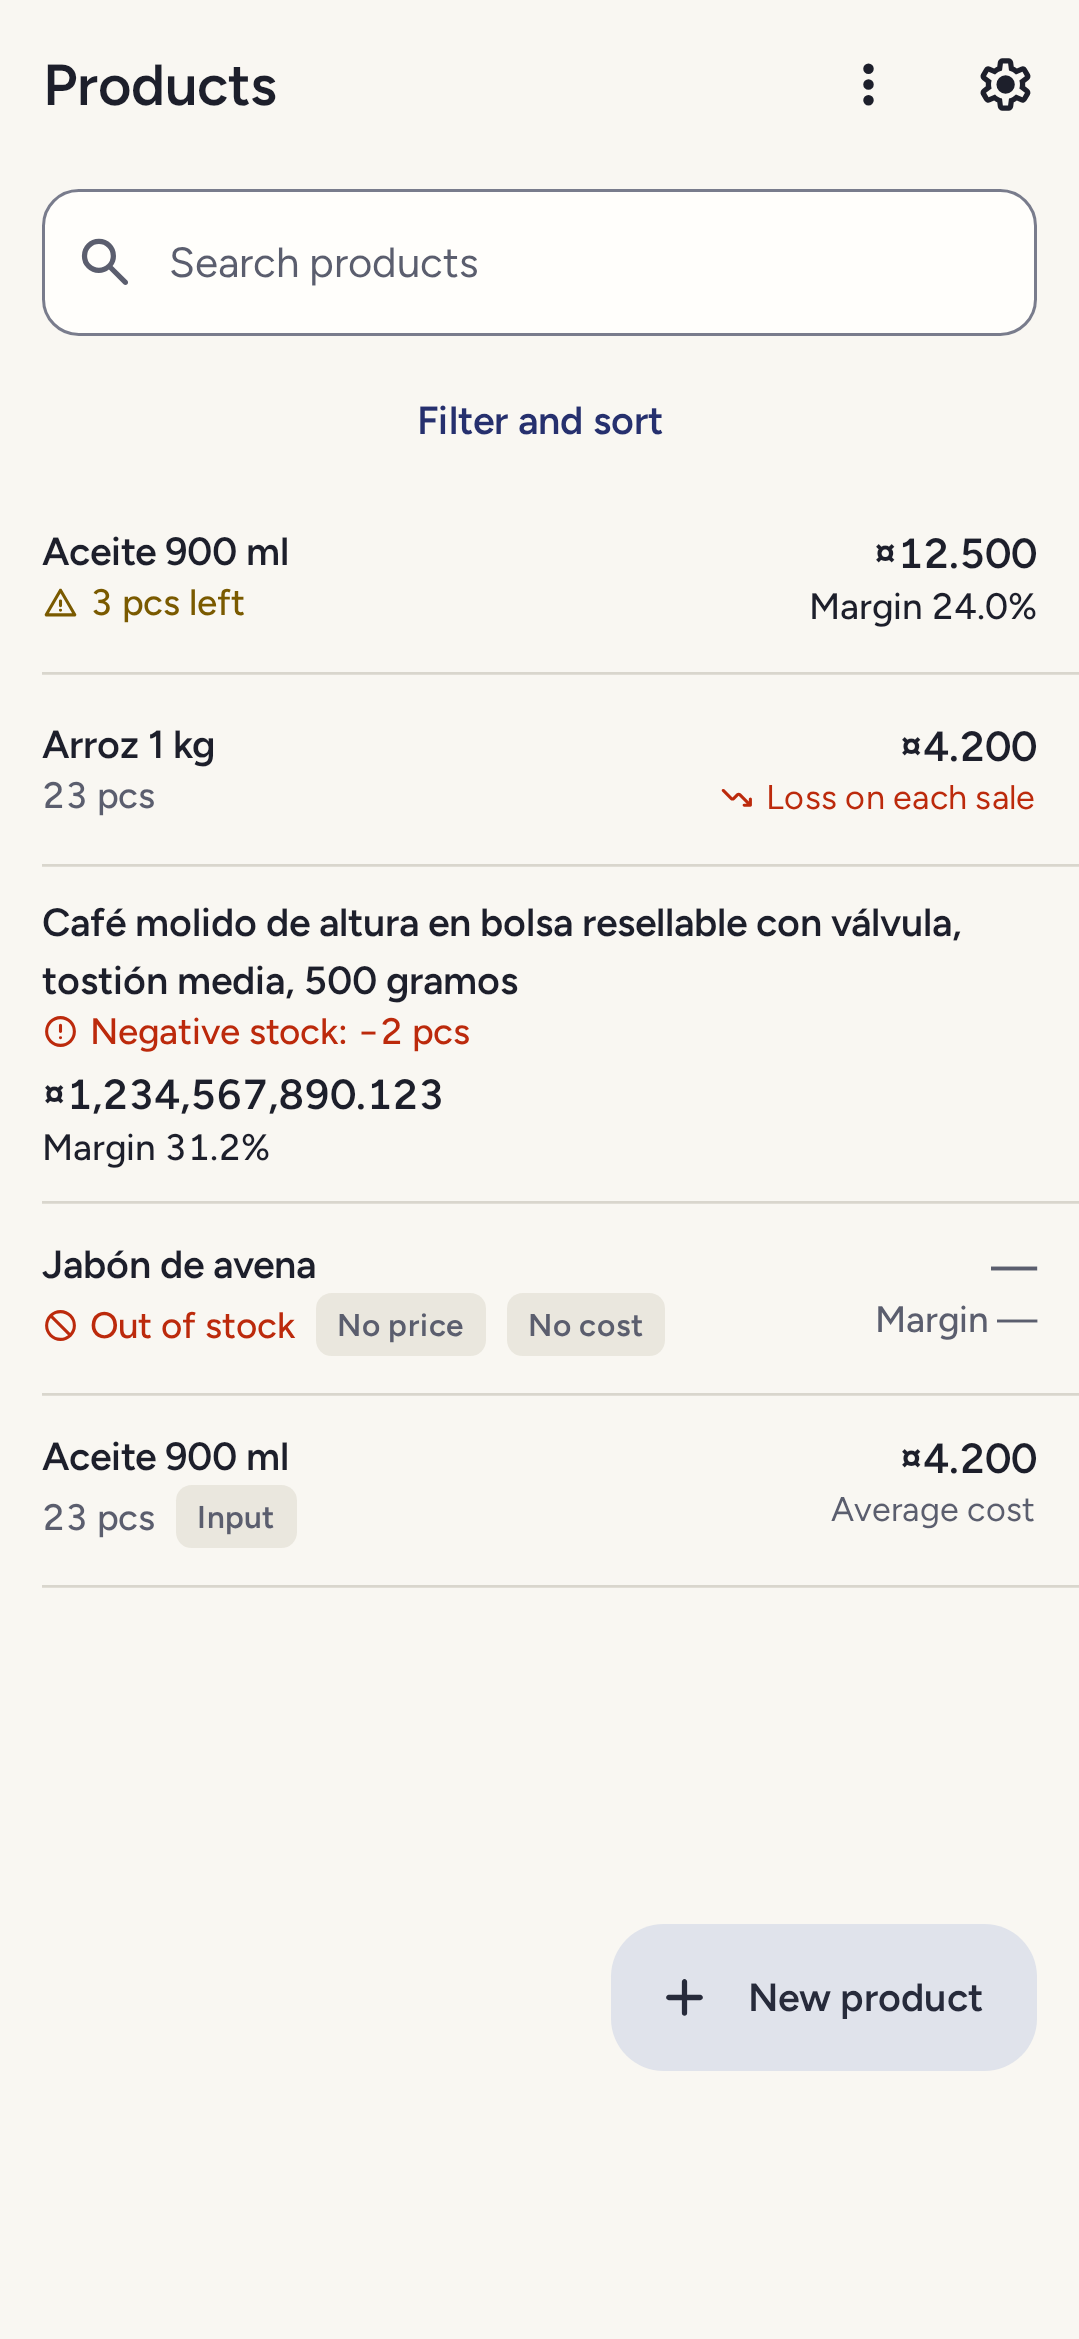 Products
Search products
Filter and sort
Aceite 900 ml
¤12.500
3 pcs left
Margin 24.0%
Arroz 1 kg
¤4.200
23 pcs
Loss on each sale
Café molido de altura en bolsa resellable con válvula,
tostión media, 500 gramos
Negative stock: −2 pcs
¤1,234,567,890.123
Margin 31.2%
Jabón de avena
—
Out of stock
No price
No cost
Margin —
Aceite 900 ml
¤4.200
23 pcs
Input
Average cost
New product